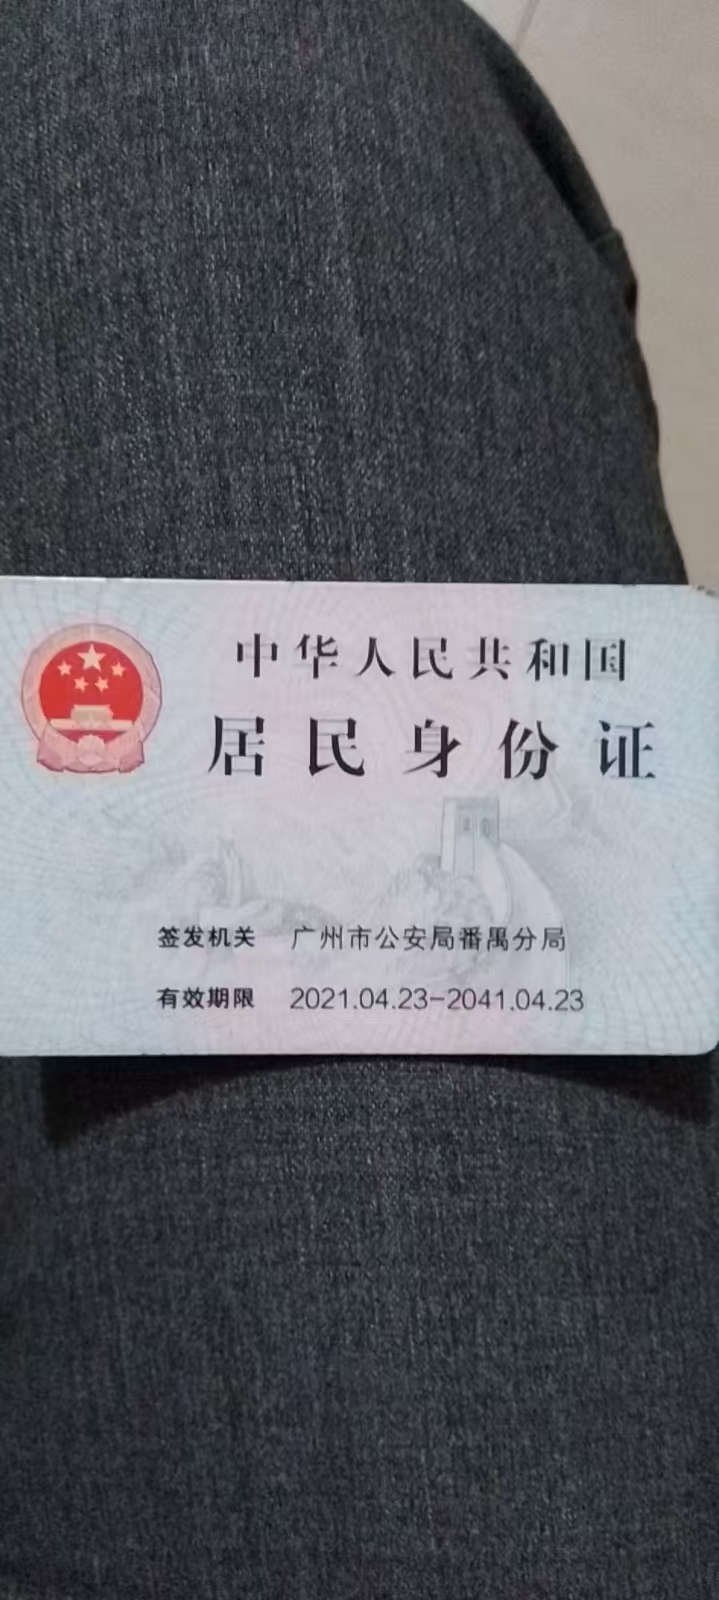 中华人民共和国
居民身份证
签发机关 广州市公安局番禺分局
有效期限 2021.04.23-2041.04.23